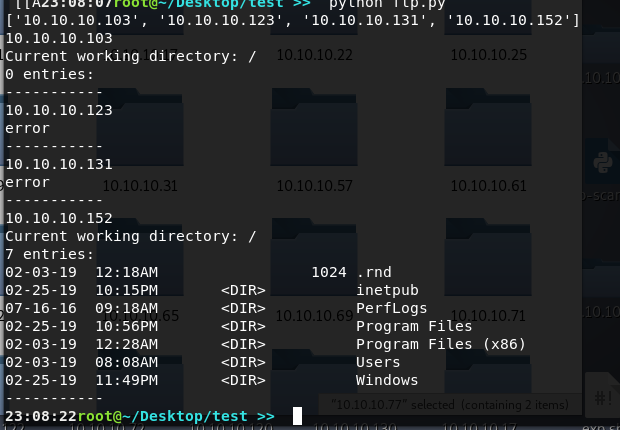 [[A23:08:07root@~/Desktop/test >>  python ftp.py
['10.10.10.103', '10.10.10.123', '10.10.10.131', '10.10.10.152']
10.10.10.103
Current working directory: /
0 entries:
-----------
10.10.10.123
error
-----------
10.10.10.131
error
-----------
10.10.10.152
Current working directory: /
7 entries:
02-03-19  12:18AM                 1024 .rnd
02-25-19  10:15PM       <DIR>          inetpub
07-16-16  09:18AM       <DIR>          PerfLogs
02-25-19  10:56PM       <DIR>          Program Files
02-03-19  12:28AM       <DIR>          Program Files (x86)
02-03-19  08:08AM       <DIR>          Users
02-25-19  11:49PM       <DIR>          Windows
-----------
23:08:22root@~/Desktop/test >>
10.10.10.22
10.10.10.25
10.10.10.31
10.10.10.57
10.10.10.61
10.10.10.69
10.10.10.71
"10.10.10.77" selected (containing 2 items)
#!